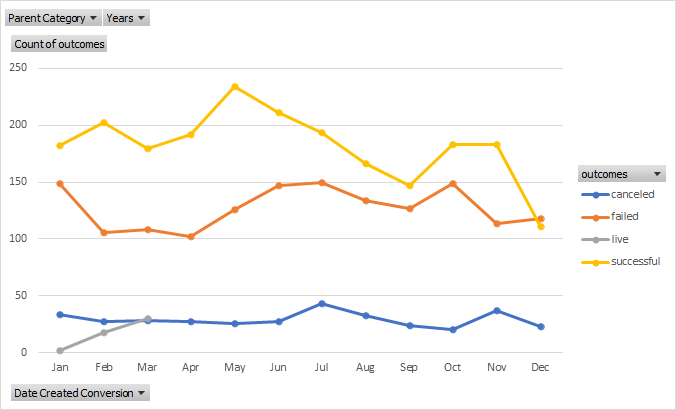 Parent Category Years
Count of outcomes
250
200
150
100
50
0
Jan Feb Mar Apr May Jun Jul Aug Sep Oct Nov Dec
outcomes
canceled
failed
live
successful
Date Created Conversion